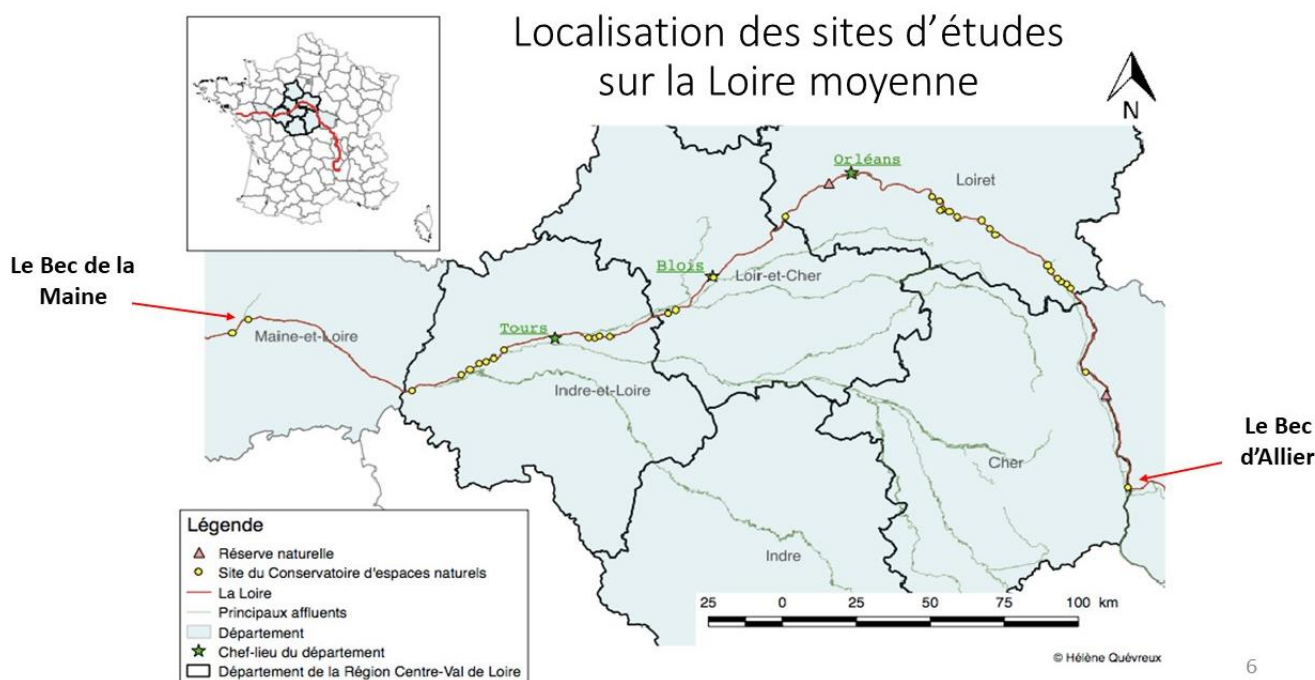 Localisation des sites d'études
sur la Loire moyenne
N
Orléans
Loiret
Le Bec de la
Maine
Blois
Loir-et-Cher
Maine-et-Loire
Tours
Indre-et-Loire
Le Bec
d'Allier
Cher
Indre
Légende
Réserve naturelle
Site du Conservatoire d'espaces naturels
La Loire
Principaux affluents
Département
Chef-lieu du département
Département de la Région Centre-Val de Loire
25 0 25 50 75 100 km
© Hélène Quévreux
6